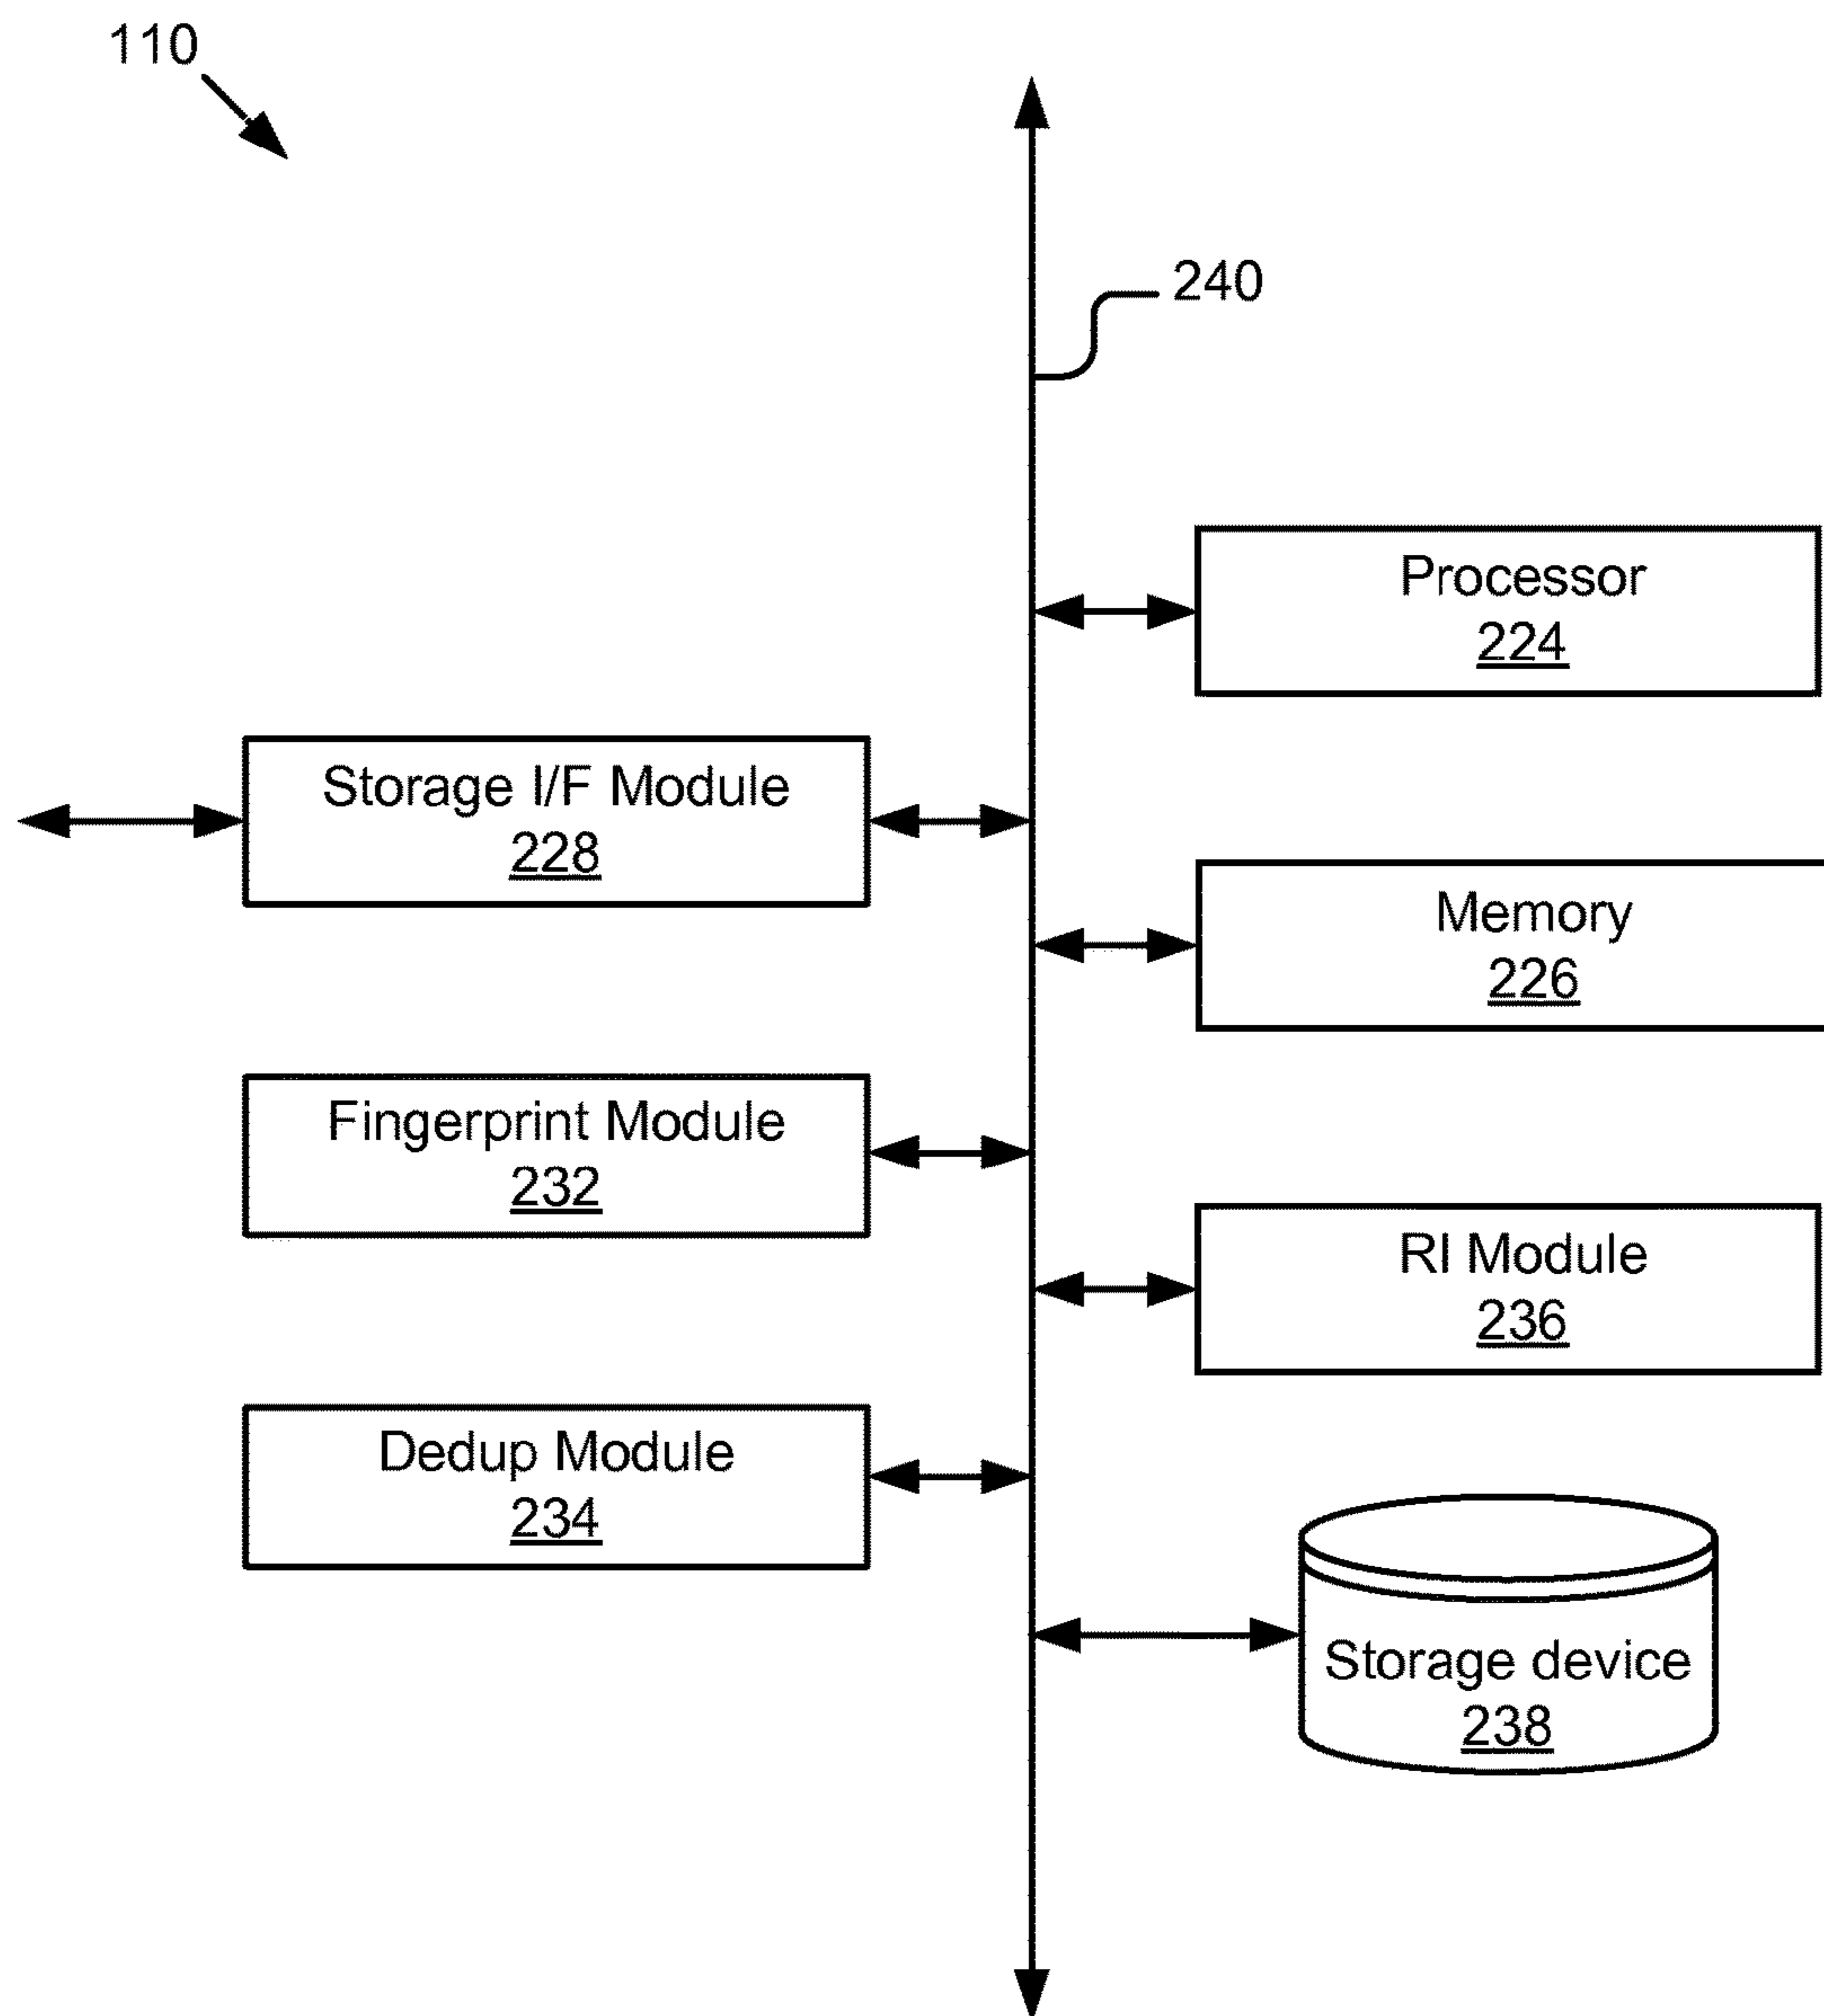 110
240
Processor
224
Storage I/F Module
228
Memory
226
Fingerprint Module
232
RI Module
236
Dedup Module
234
Storage device
238